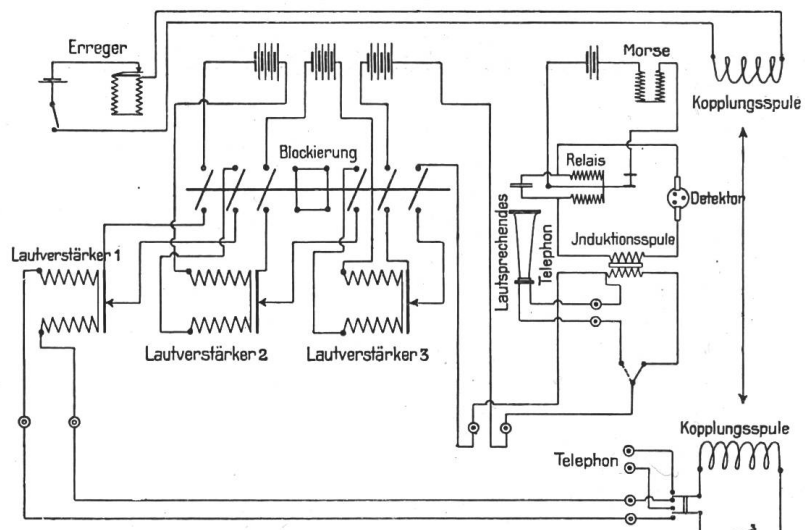 Erreger
Morse
Kopplungsspule
Blockierung
Relais
Detektor
Lautsprechendes
Telephon
Jnduktionsspule
Lautverstärker 1
Lautverstärker 2
Lautverstärker 3
Kopplungsspule
Telephon